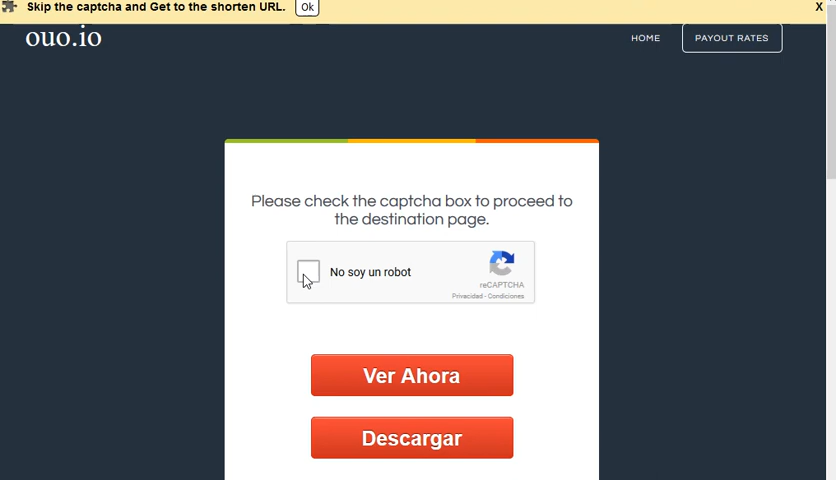 Skip the captcha and Get to the shorten URL. Ok X
ouo.io HOME PAYOUT RATES
Please check the captcha box to proceed to
the destination page.
No soy un robot
reCAPTCHA
Privacidad - Condiciones
Ver Ahora
Descargar